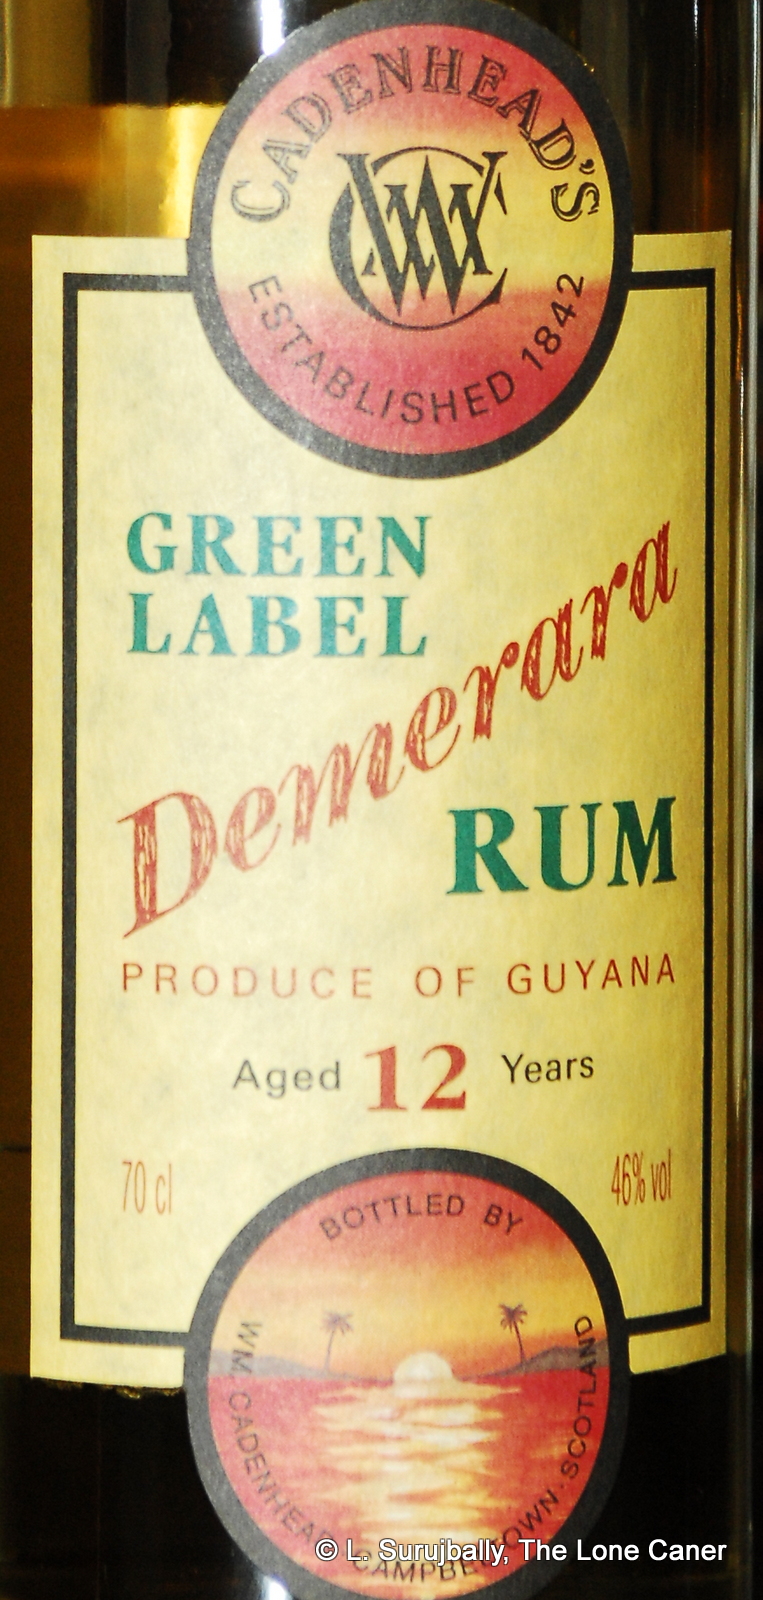 CADENHEAD'S
WC
ESTABLISHED 1842
GREEN
LABEL
Demerara
RUM
PRODUCE OF GUYANA
Aged 12 Years
70 cl 46% vol
BOTTLED BY
WM CADENHEAD CAMPBELTOWN · SCOTLAND
© L. Surujbally, The Lone Caner